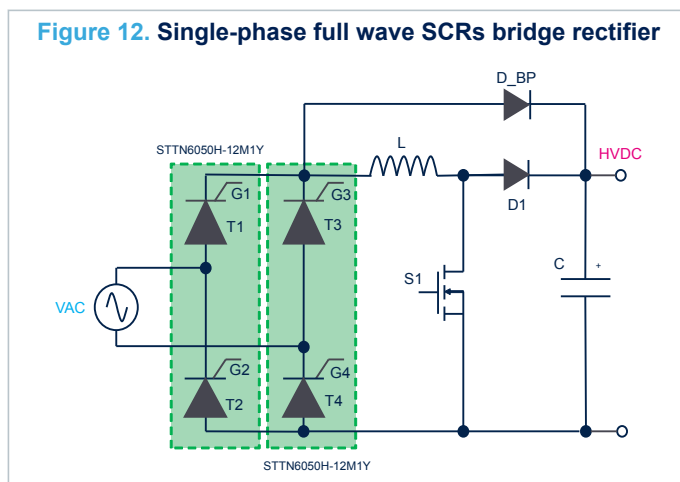 Figure 12. Single-phase full wave SCRs bridge rectifier
D_BP
STTN6050H-12M1Y
L
HVDC
G1
G3
D1
T1
T3
C
+
S1
VAC
G2
G4
T2
T4
STTN6050H-12M1Y